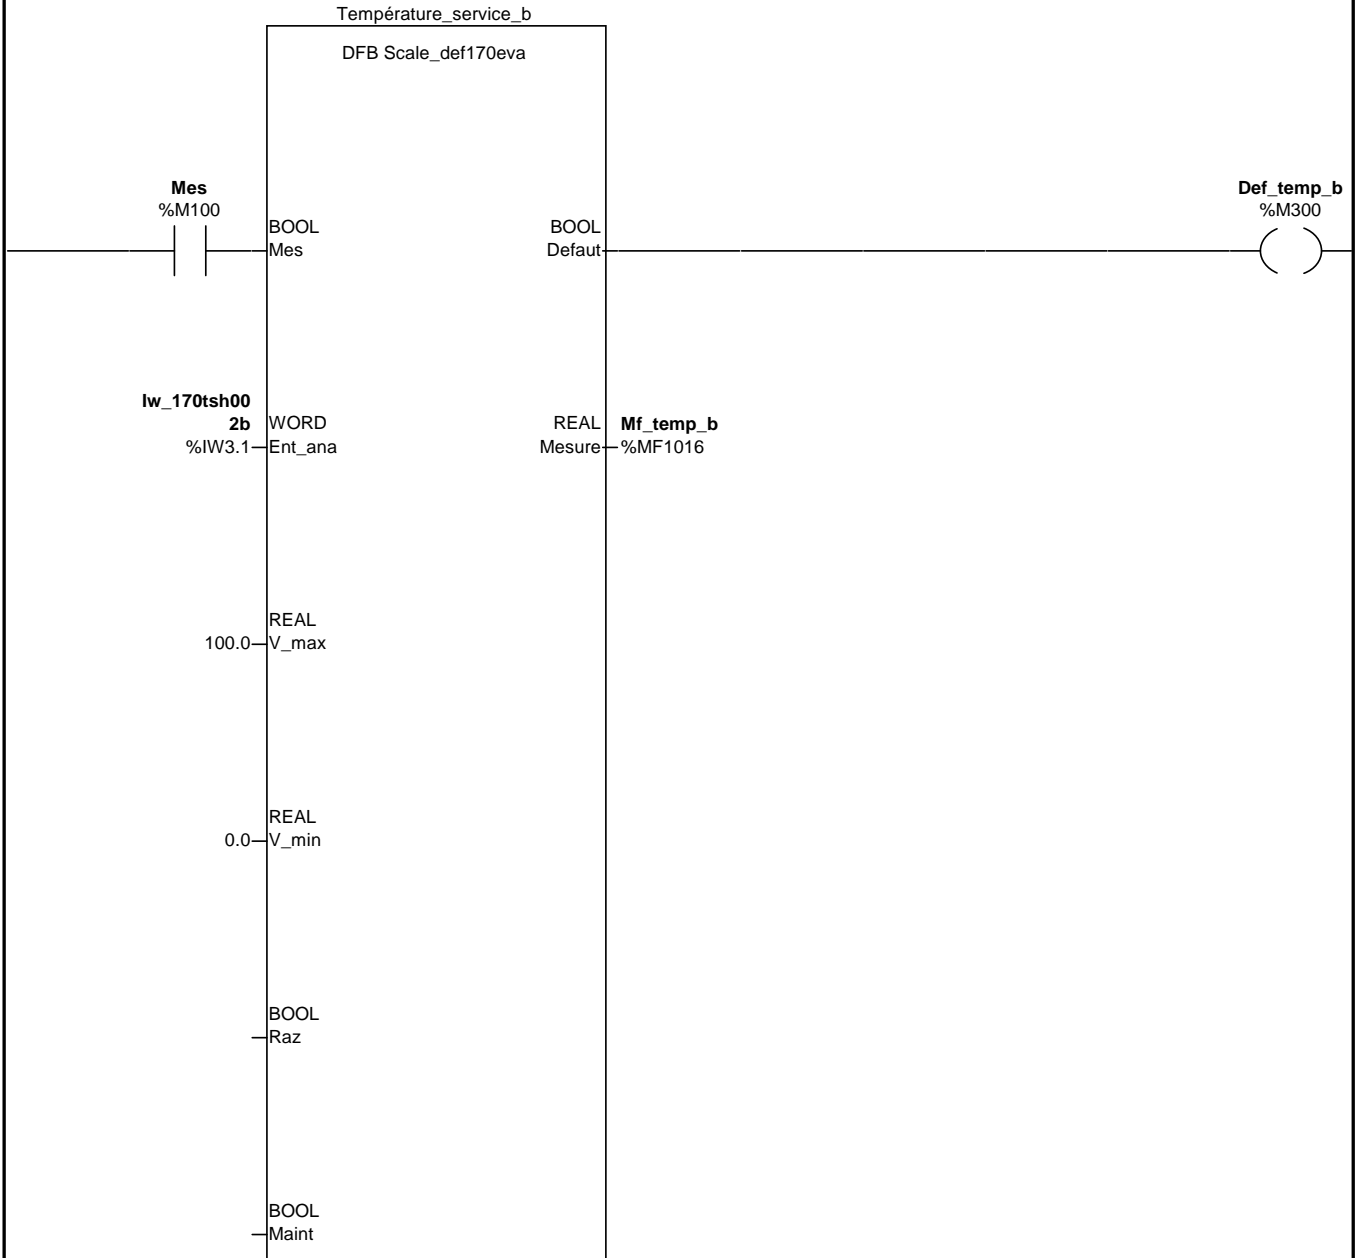 Température_service_b
DFB Scale_def170eva
Mes
%M100
BOOL
Mes
BOOL
Defaut
Def_temp_b
%M300
Iw_170tsh00
2b
%IW3.1
WORD
Ent_ana
REAL
Mesure
Mf_temp_b
%MF1016
REAL
100.0
V_max
REAL
0.0
V_min
BOOL
Raz
BOOL
Maint